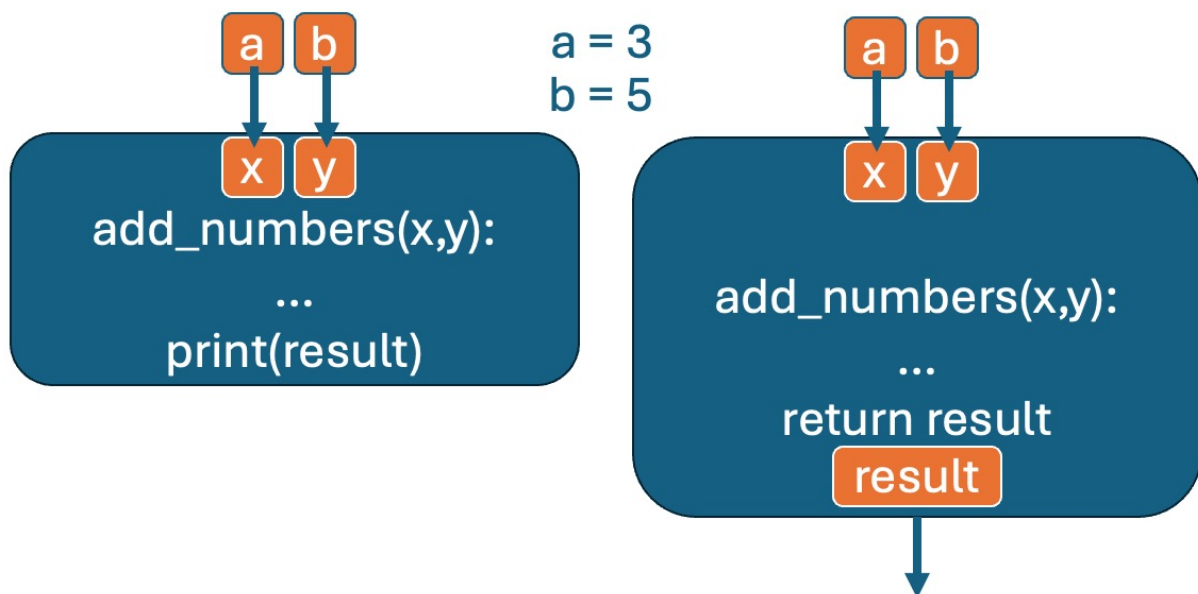 a b
x y
add_numbers(x,y):
...
print(result)
a = 3
b = 5
a b
x y
add_numbers(x,y):
...
return result
result